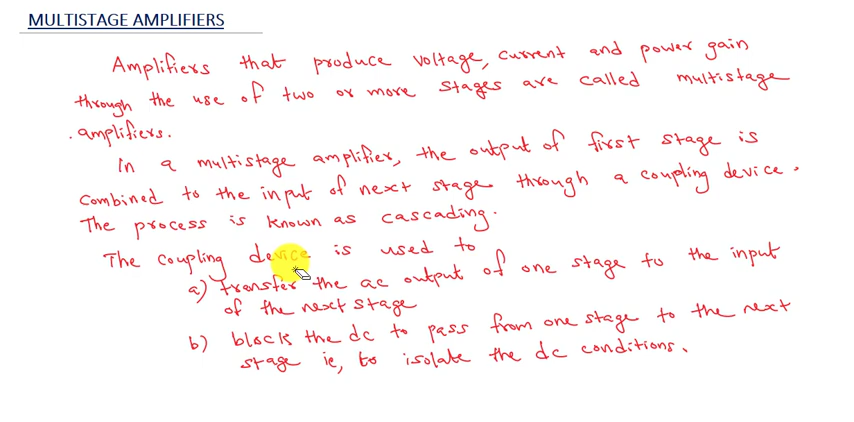 MULTISTAGE AMPLIFIERS
Amplifiers that produce voltage, current and power gain
through the use of two or more stages are called multistage
amplifiers.
In a multistage amplifier, the output of first stage is
combined to the input of next stage through a coupling device.
The process is known as cascading.
The coupling device is used to
a) transfer the ac output of one stage to the input
of the next stage
b) block the dc to pass from one stage to the next
stage ie, to isolate the dc conditions.